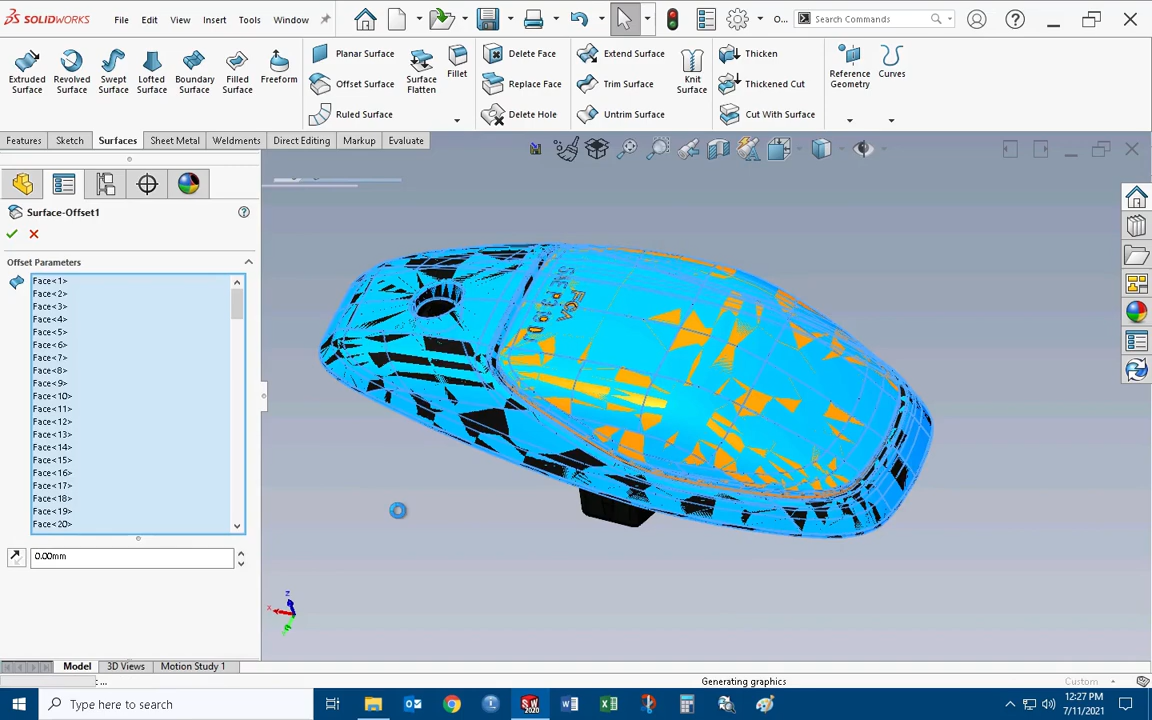 SOLIDWORKS
File
Edit
View
Insert
Tools
Window
O...
Search Commands
Extruded Surface
Revolved Surface
Swept Surface
Lofted Surface
Boundary Surface
Filled Surface
Freeform
Planar Surface
Offset Surface
Ruled Surface
Surface Flatten
Fillet
Delete Face
Replace Face
Delete Hole
Extend Surface
Trim Surface
Untrim Surface
Knit Surface
Thicken
Thickened Cut
Cut With Surface
Reference Geometry
Curves
Features
Sketch
Surfaces
Sheet Metal
Weldments
Direct Editing
Markup
Evaluate
Surface-Offset1
Offset Parameters
Face<1>
Face<2>
Face<3>
Face<4>
Face<5>
Face<6>
Face<7>
Face<8>
Face<9>
Face<10>
Face<11>
Face<12>
Face<13>
Face<14>
Face<15>
Face<16>
Face<17>
Face<18>
Face<19>
Face<20>
0.00mm
z
x
Model
3D Views
Motion Study 1
...
Generating graphics
Custom
Type here to search
SW
2020
12:27 PM
7/11/2021